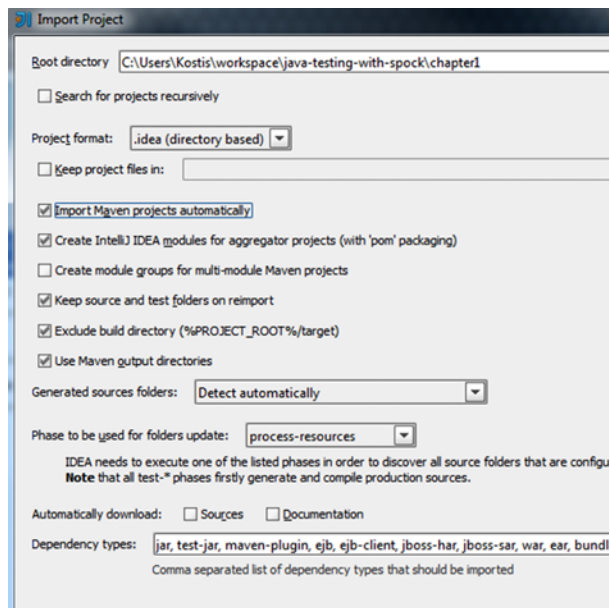 Import Project
Root directory C:\Users\Kostis\workspace\java-testing-with-spock\chapter1
Search for projects recursively
Project format: .idea (directory based)
Keep project files in:
Import Maven projects automatically
Create IntelliJ IDEA modules for aggregator projects (with 'pom' packaging)
Create module groups for multi-module Maven projects
Keep source and test folders on reimport
Exclude build directory (%PROJECT_ROOT%/target)
Use Maven output directories
Generated sources folders: Detect automatically
Phase to be used for folders update: process-resources
IDEA needs to execute one of the listed phases in order to discover all source folders that are configu
Note that all test-* phases firstly generate and compile production sources.
Automatically download: Sources Documentation
Dependency types: jar, test-jar, maven-plugin, ejb, ejb-client, jboss-har, jboss-sar, war, ear, bundl
Comma separated list of dependency types that should be imported